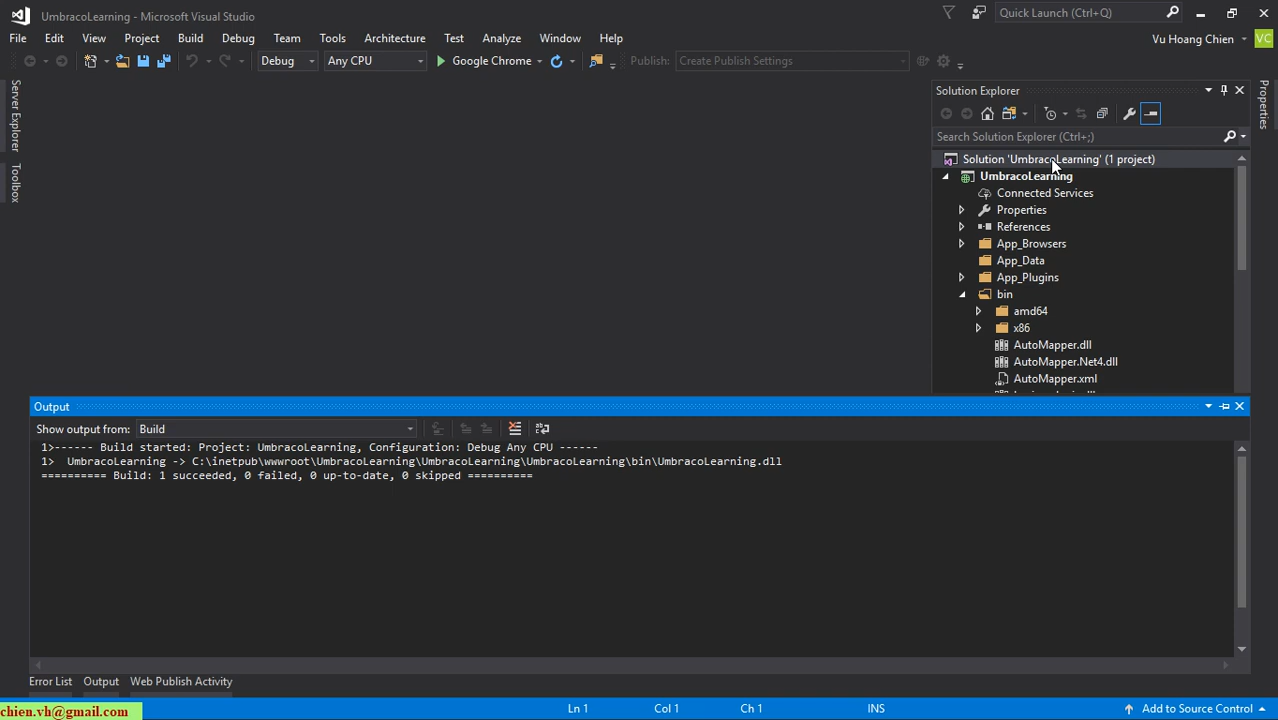 UmbracoLearning - Microsoft Visual Studio
Quick Launch (Ctrl+Q)
File Edit View Project Build Debug Team Tools Architecture Test Analyze Window Help
Vu Hoang Chien VC
Debug Any CPU Google Chrome Publish: Create Publish Settings
Server Explorer
Toolbox
Solution Explorer
Properties
Search Solution Explorer (Ctrl+;)
Solution 'UmbracoLearning' (1 project)
UmbracoLearning
Connected Services
Properties
References
App_Browsers
App_Data
App_Plugins
bin
amd64
x86
AutoMapper.dll
AutoMapper.Net4.dll
AutoMapper.xml
Output
Show output from: Build
1>------ Build started: Project: UmbracoLearning, Configuration: Debug Any CPU ------
1> UmbracoLearning -> C:\inetpub\wwwroot\UmbracoLearning\UmbracoLearning\UmbracoLearning\bin\UmbracoLearning.dll
========== Build: 1 succeeded, 0 failed, 0 up-to-date, 0 skipped ==========
Error List Output Web Publish Activity
chien.vh@gmail.com
Ln 1 Col 1 Ch 1 INS Add to Source Control